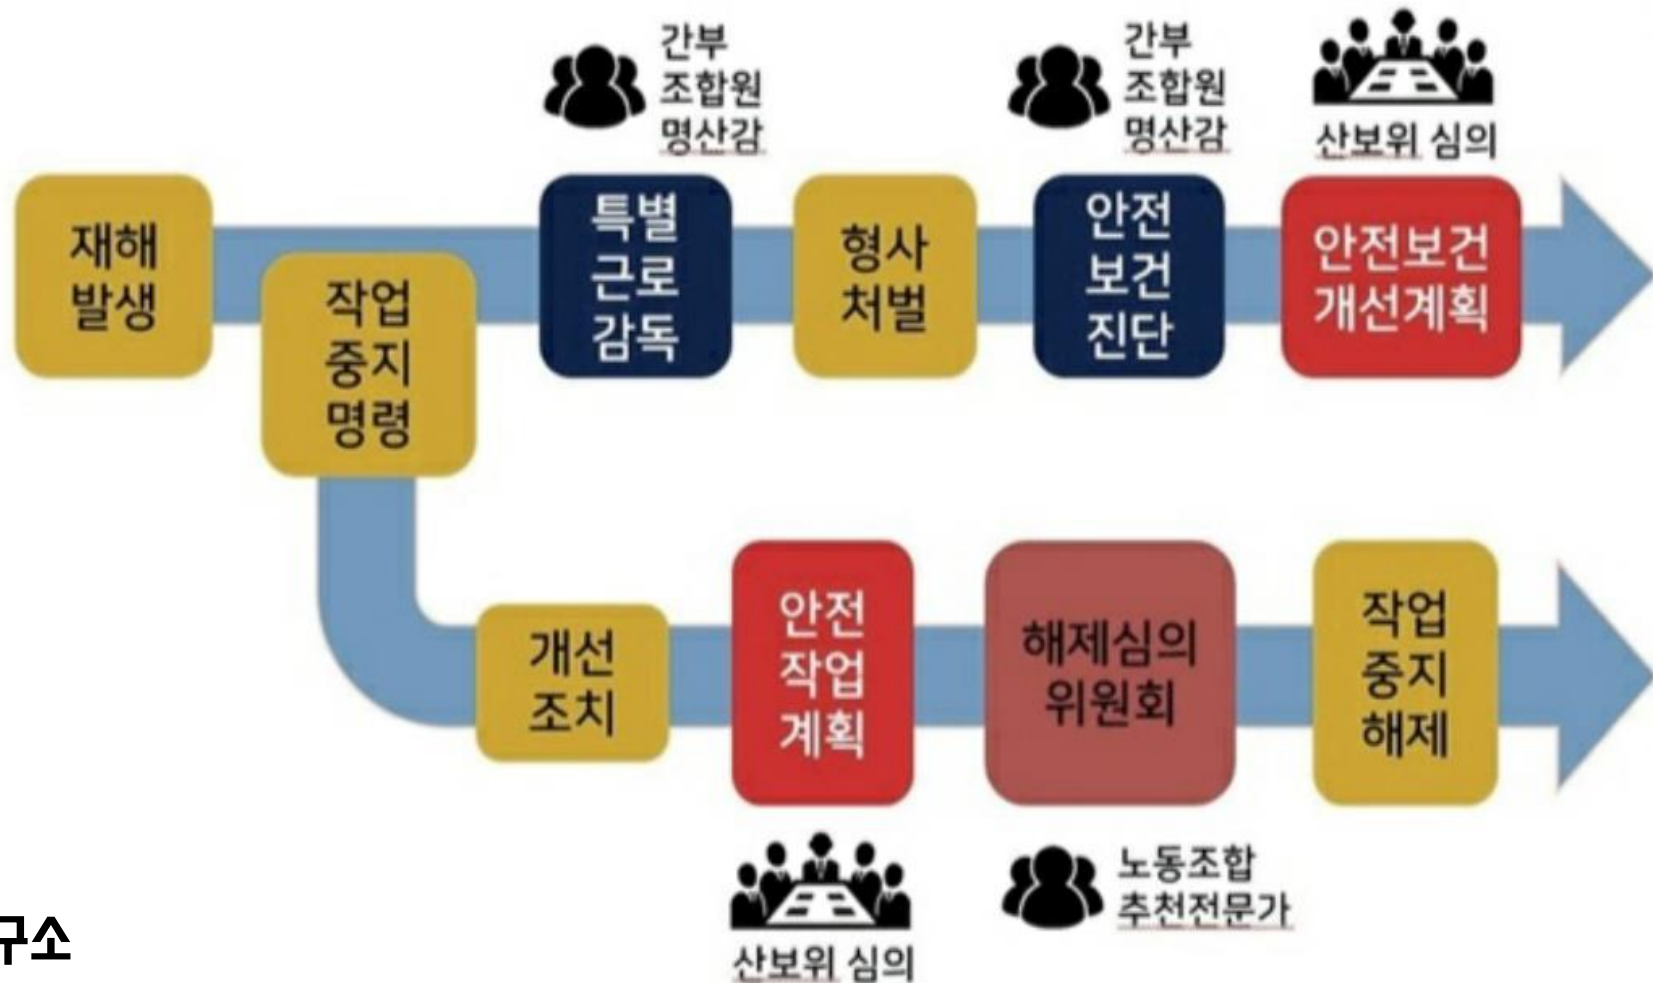 간부
조합원
명산감
간부
조합원
명산감
산보위 심의
재해
발생
작업
중지
명령
특별
근로
감독
형사
처벌
안전
보건
진단
안전보건
개선계획
개선
조치
안전
작업
계획
해제심의
위원회
작업
중지
해제
산보위 심의
노동조합
추천전문가
구소